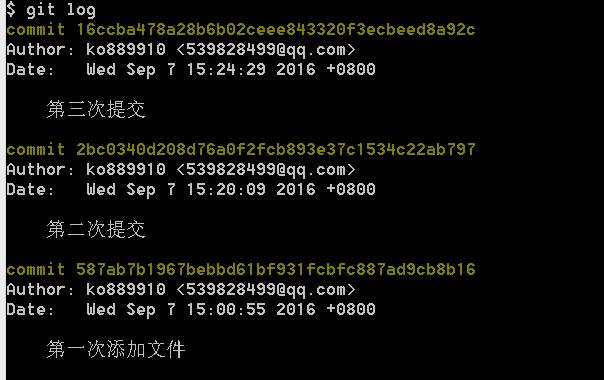 $ git log
commit 16ccba478a28b6b02ceee843320f3ecbeed8a92c
Author: ko889910 <539828499@qq.com>
Date:   Wed Sep 7 15:24:29 2016 +0800
第三次提交
commit 2bc0340d208d76a0f2fcb893e37c1534c22ab797
Author: ko889910 <539828499@qq.com>
Date:   Wed Sep 7 15:20:09 2016 +0800
第二次提交
commit 587ab7b1967bebbd61bf931fcbfc887ad9cb8b16
Author: ko889910 <539828499@qq.com>
Date:   Wed Sep 7 15:00:55 2016 +0800
第一次添加文件